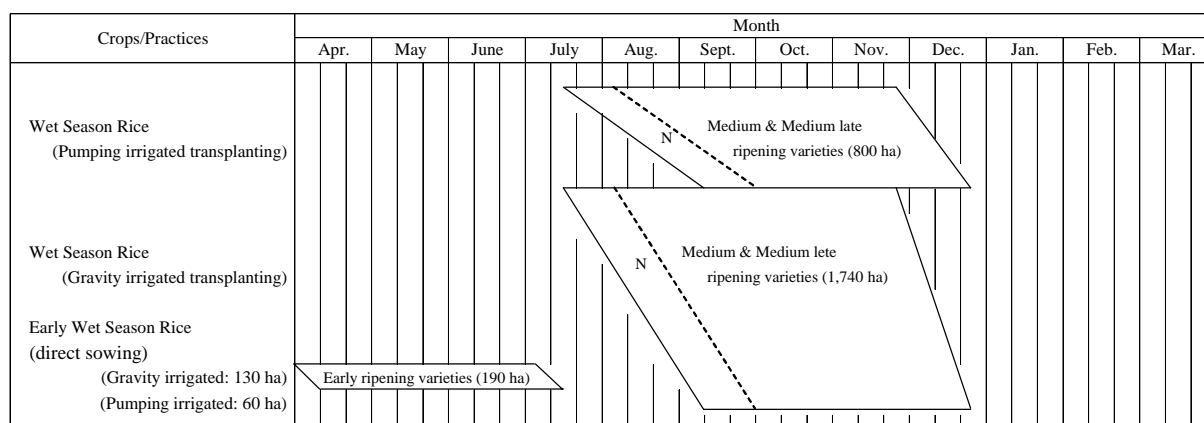 Crops/Practices
Month
Apr. May June July Aug. Sept. Oct. Nov. Dec. Jan. Feb. Mar.
Wet Season Rice
(Pumping irrigated transplanting)
N
Medium & Medium late
ripening varieties (800 ha)
Wet Season Rice
(Gravity irrigated transplanting)
N
Medium & Medium lete
ripening varieties (1,740 ha)
Early Wet Season Rice
(direct sowing)
(Gravity irrigated: 130 ha)
(Pumping irrigated: 60 ha)
Early ripening varieties (190 ha)